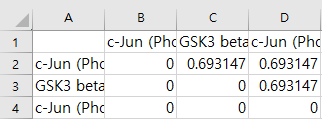 A B C D
1 c-Jun (Pho GSK3 beta c-Jun (Pho
2 c-Jun (Pho 0 0.693147 0.693147
3 GSK3 beta 0 0 0.693147
4 c-Jun (Pho 0 0 0